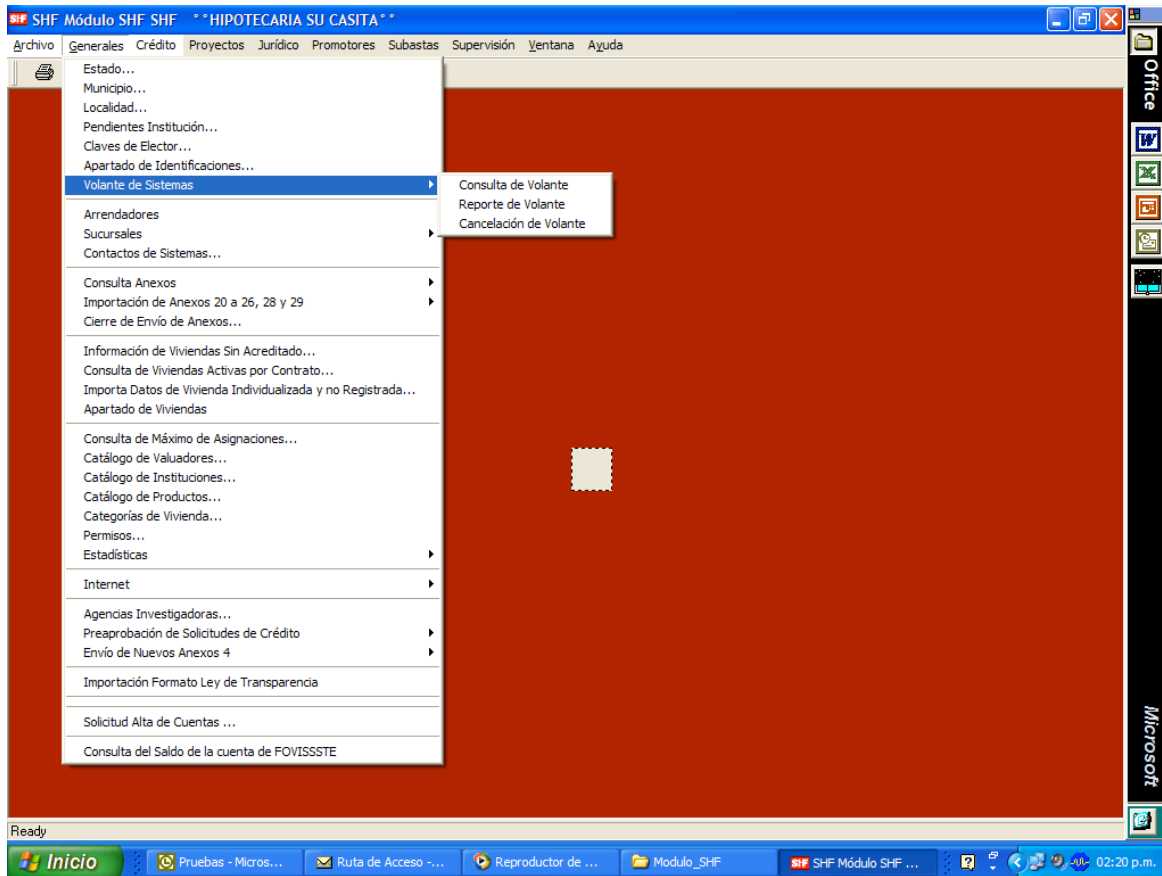 SHF SHF Módulo SHF SHF °°HIPOTECARIA SU CASITA°°
Archivo Generales Crédito Proyectos Jurídico Promotores Subastas Supervisión Ventana Ayuda
Estado...
Municipio...
Localidad...
Pendientes Institución...
Claves de Elector...
Apartado de Identificaciones...
Volante de Sistemas
Consulta de Volante
Reporte de Volante
Cancelación de Volante
Arrendadores
Sucursales
Contactos de Sistemas...
Consulta Anexos
Importación de Anexos 20 a 26, 28 y 29
Cierre de Envío de Anexos...
Información de Viviendas Sin Acreditado...
Consulta de Viviendas Activas por Contrato...
Importa Datos de Vivienda Individualizada y no Registrada...
Apartado de Viviendas
Consulta de Máximo de Asignaciones...
Catálogo de Valuadores...
Catálogo de Instituciones...
Catálogo de Productos...
Categorías de Vivienda...
Permisos...
Estadísticas
Internet
Agencias Investigadoras...
Preaprobación de Solicitudes de Crédito
Envío de Nuevos Anexos 4
Importación Formato Ley de Transparencia
Solicitud Alta de Cuentas ...
Consulta del Saldo de la cuenta de FOVISSSTE
Office
Microsoft
Ready
Inicio
Pruebas - Micros...
Ruta de Acceso -...
Reproductor de ...
Modulo_SHF
SHF SHF Módulo SHF ...
02:20 p.m.